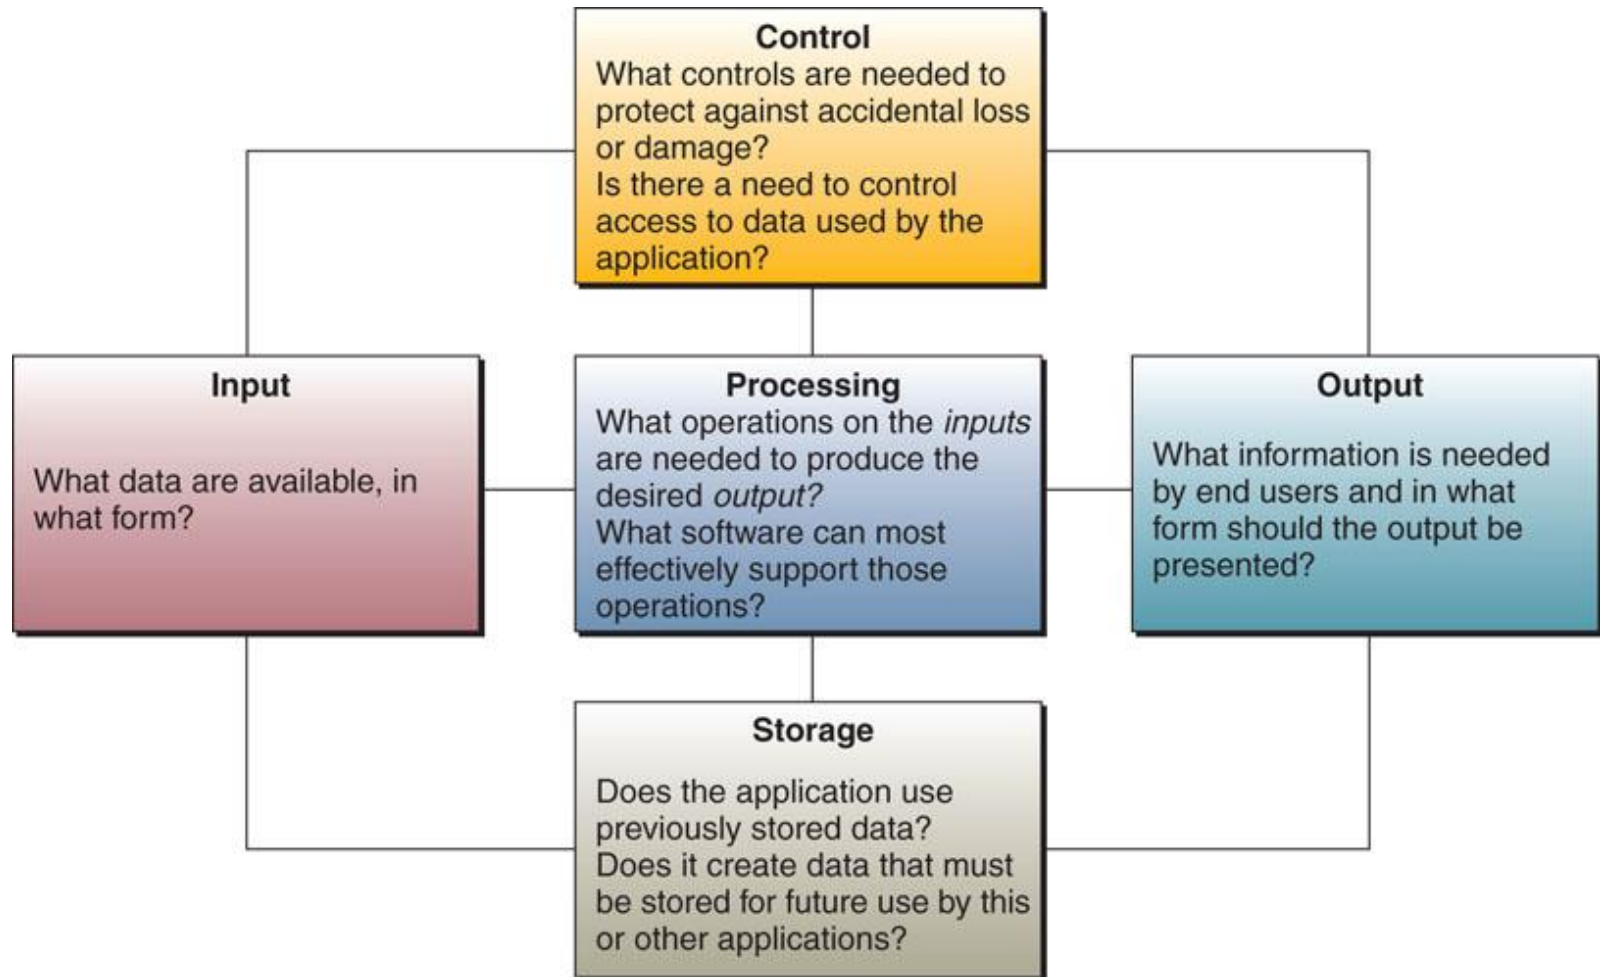 Control
What controls are needed to
protect against accidental loss
or damage?
Is there a need to control
access to data used by the
application?
Input
What data are available, in
what form?
Processing
What operations on the inputs
are needed to produce the
desired output?
What software can most
effectively support those
operations?
Output
What information is needed
by end users and in what
form should the output be
presented?
Storage
Does the application use
previously stored data?
Does it create data that must
be stored for future use by this
or other applications?